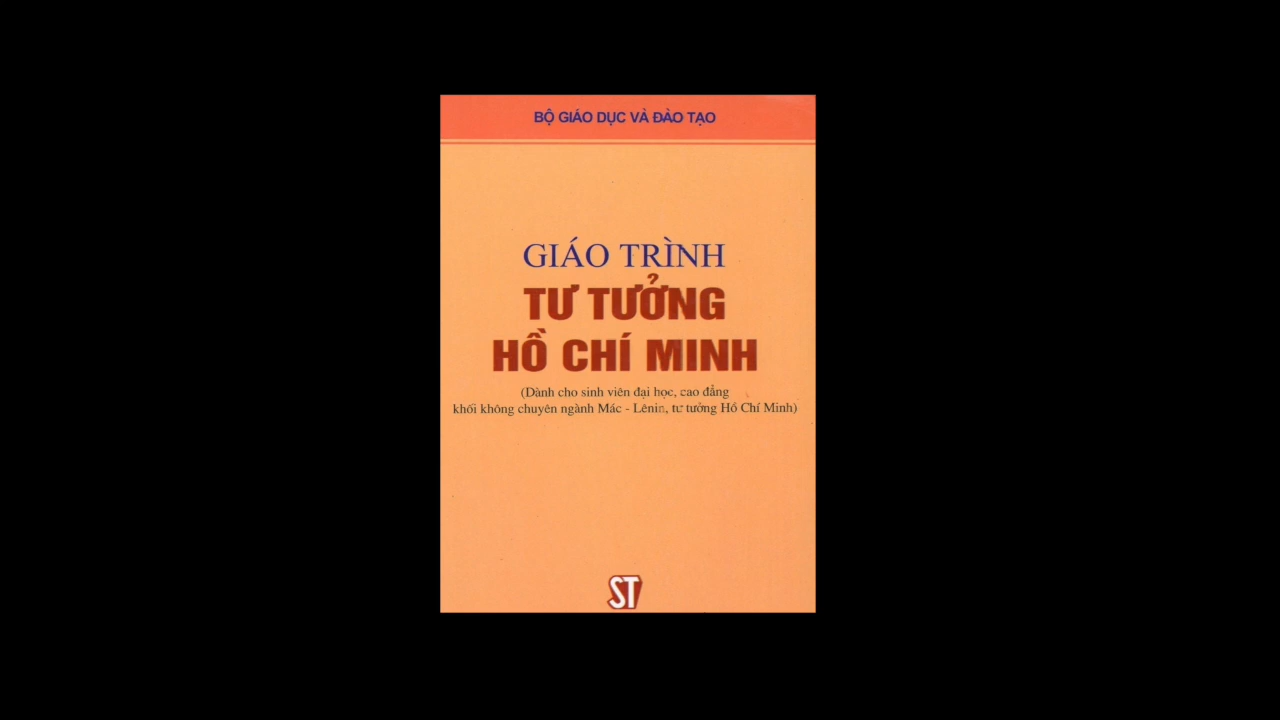 BỘ GIÁO DỤC VÀ ĐÀO TẠO
GIÁO TRÌNH
TƯ TƯỞNG
HỒ CHÍ MINH
(Dành cho sinh viên đại học, cao đẳng
khối không chuyên ngành Mác - Lênin, tư tưởng Hồ Chí Minh)
ST